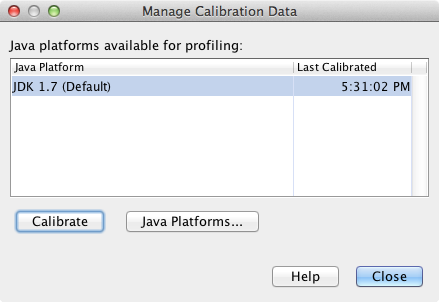 Manage Calibration Data
Java platforms available for profiling:
Java Platform Last Calibrated
JDK 1.7 (Default) 5:31:02 PM
Calibrate Java Platforms...
Help Close